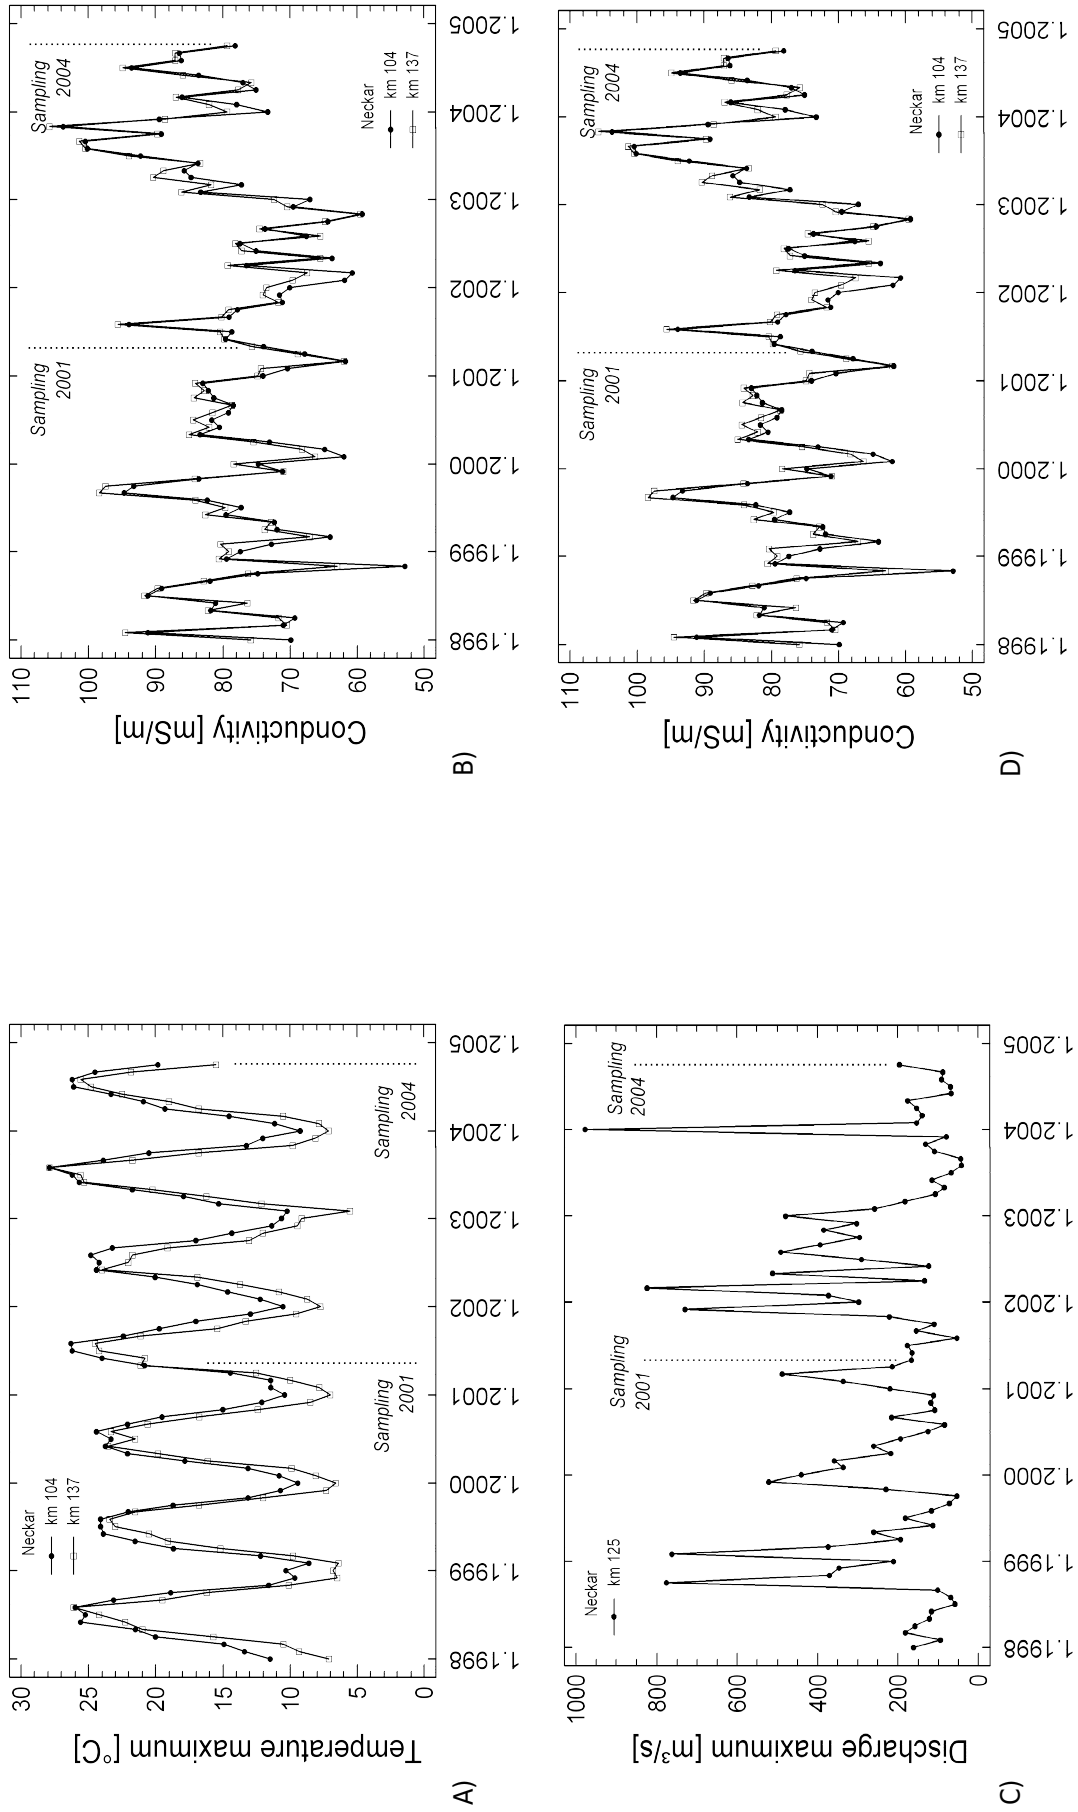 A)
Temperature maximum [°C]
30
25
20
15
10
5
0
1.1998
1.1999
1.2000
1.2001
1.2002
1.2003
1.2004
1.2005
Neckar
km 104
km 137
Sampling
2001
Sampling
2004
B)
Conductivity [mS/m]
110
100
90
80
70
60
50
1.1998
1.1999
1.2000
1.2001
1.2002
1.2003
1.2004
1.2005
Sampling
2001
Sampling
2004
Neckar
km 104
km 137
C)
Discharge maximum [m³/s]
1000
800
600
400
200
0
1.1998
1.1999
1.2000
1.2001
1.2002
1.2003
1.2004
1.2005
Neckar
km 125
Sampling
2001
Sampling
2004
D)
Conductivity [mS/m]
110
100
90
80
70
60
50
1.1998
1.1999
1.2000
1.2001
1.2002
1.2003
1.2004
1.2005
Sampling
2001
Sampling
2004
Neckar
km 104
km 137